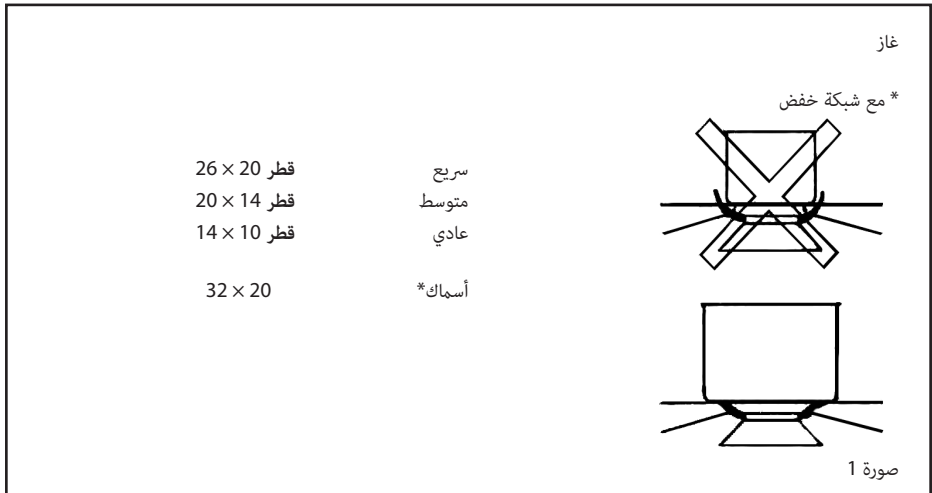 غاز
* مع شبكة خفض
سريع قطر 20 × 26
متوسط قطر 14 × 20
عادي قطر 10 × 14
أسماك* 20 × 32
صورة 1